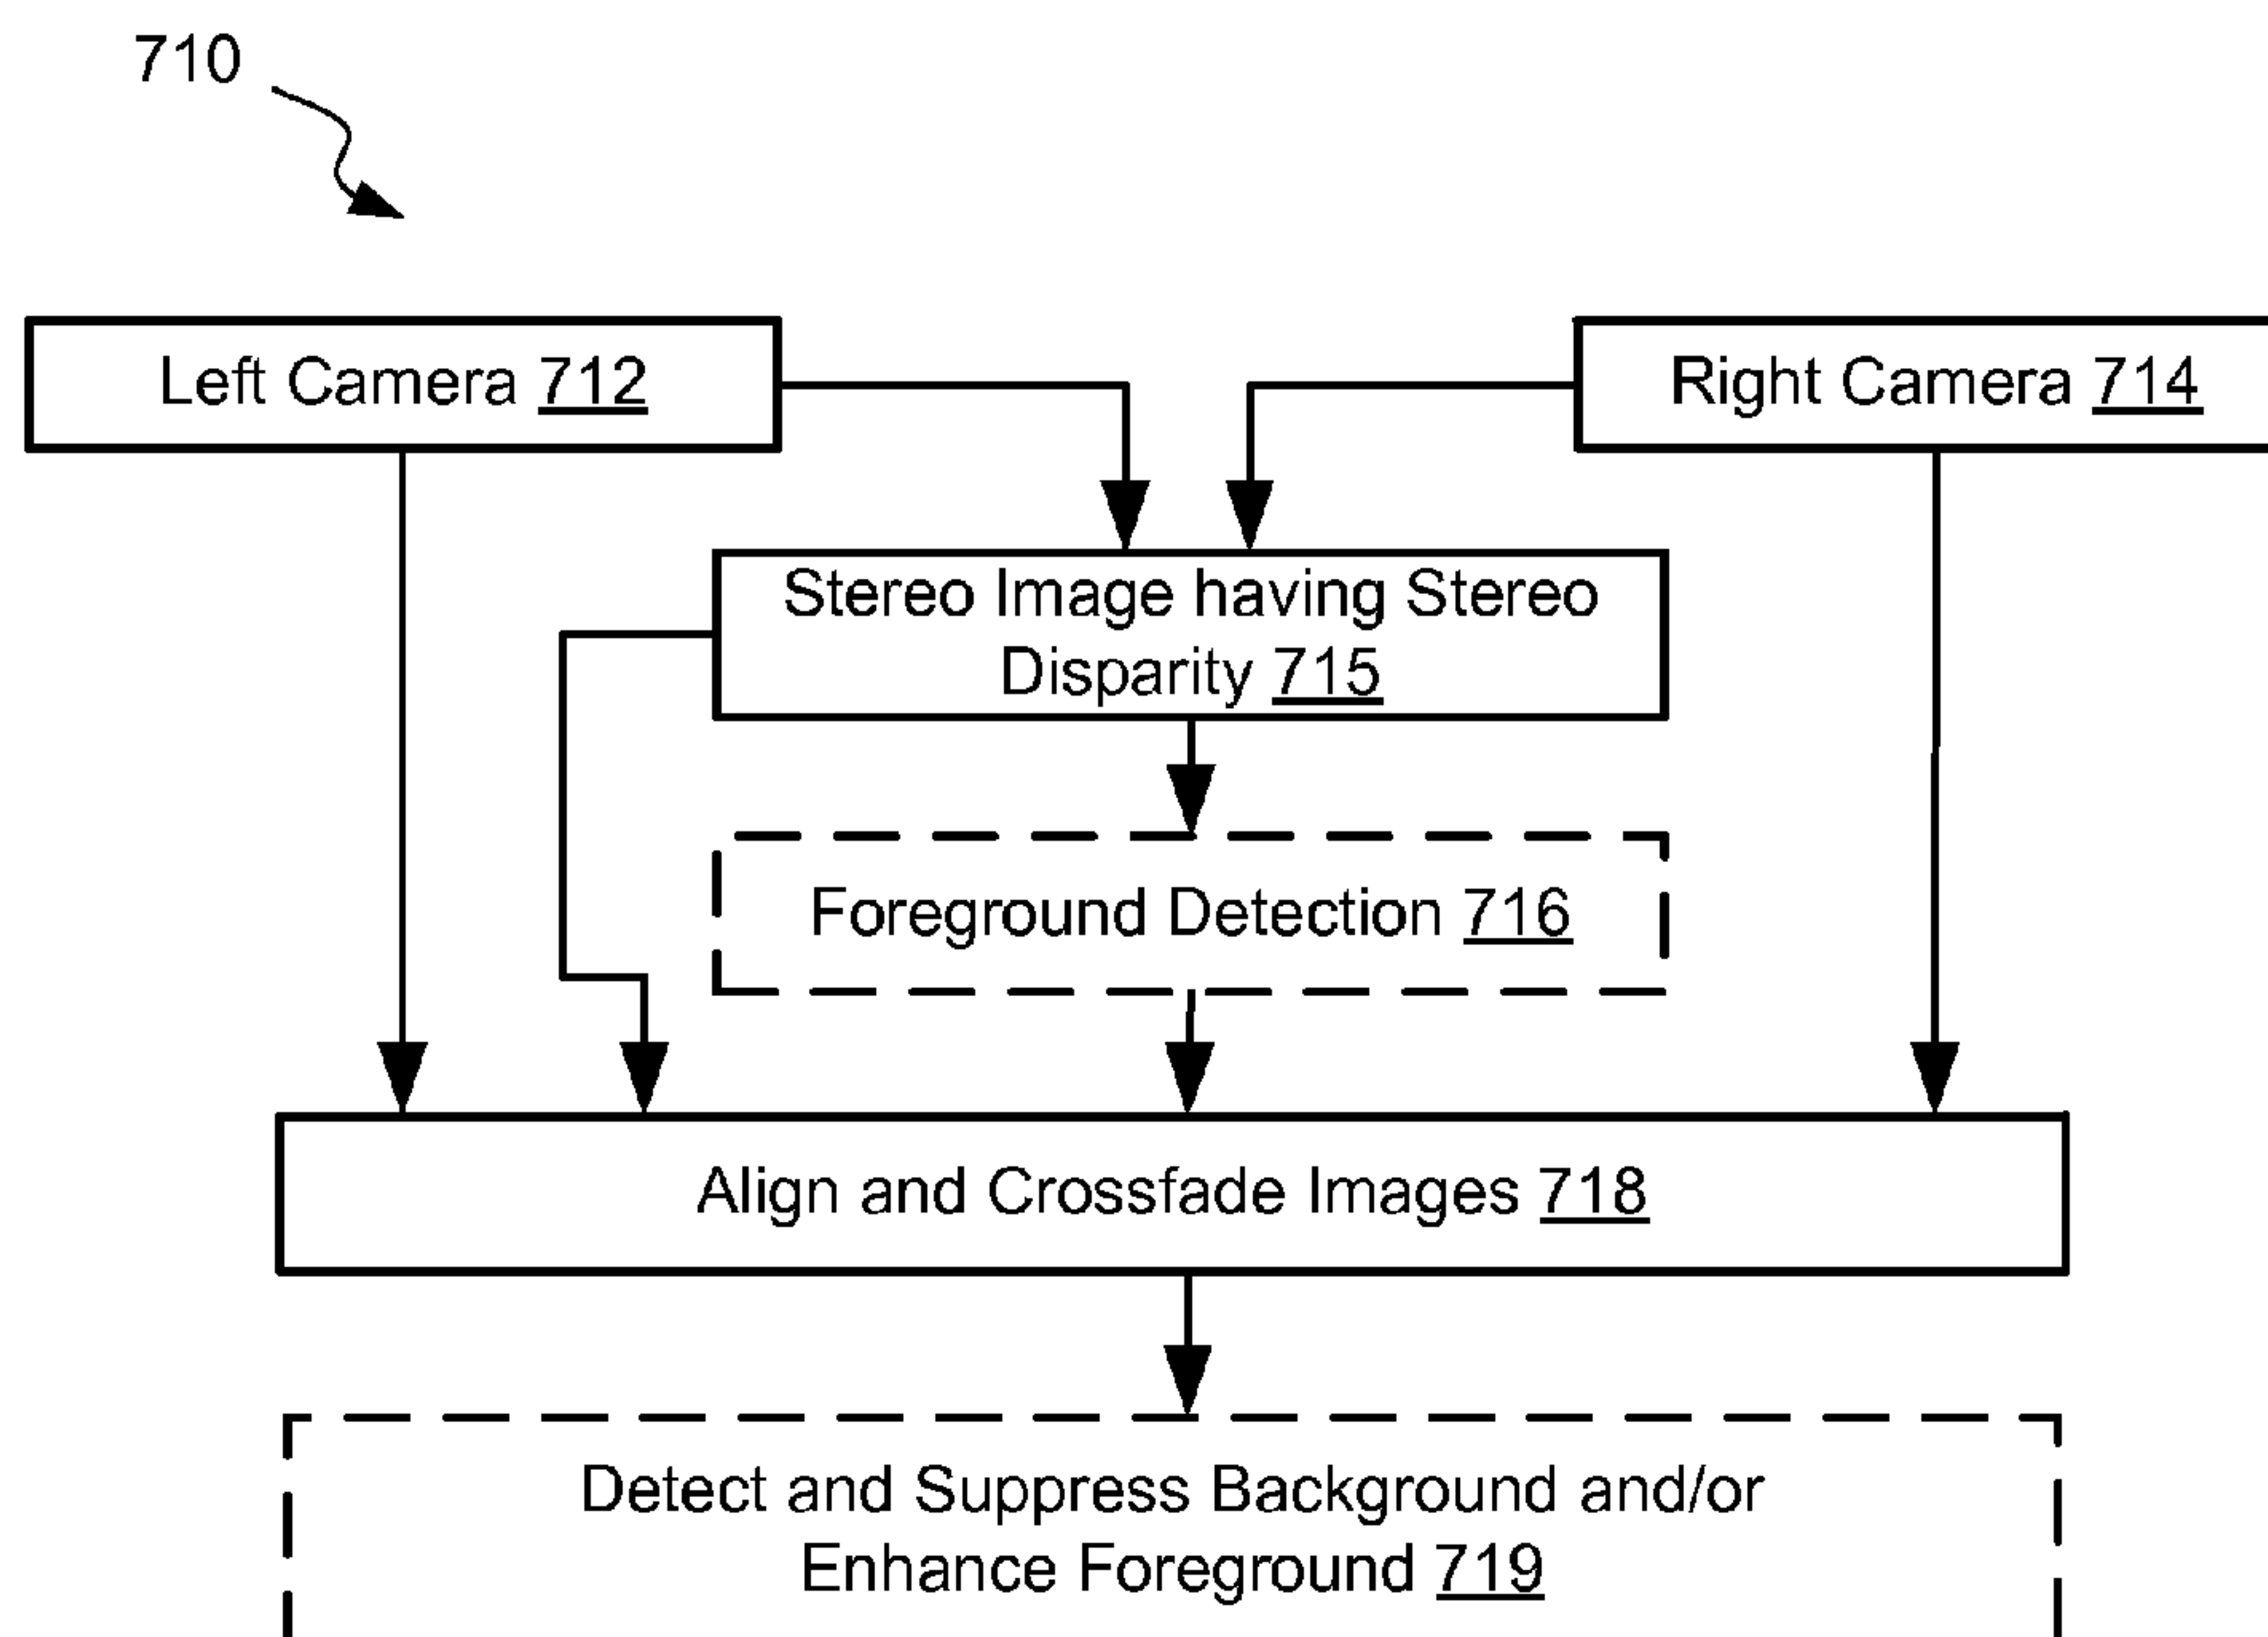 710
Left Camera 712
Right Camera 714
Stereo Image having Stereo
Disparity 715
Foreground Detection 716
Align and Crossfade Images 718
Detect and Suppress Background and/or
Enhance Foreground 719